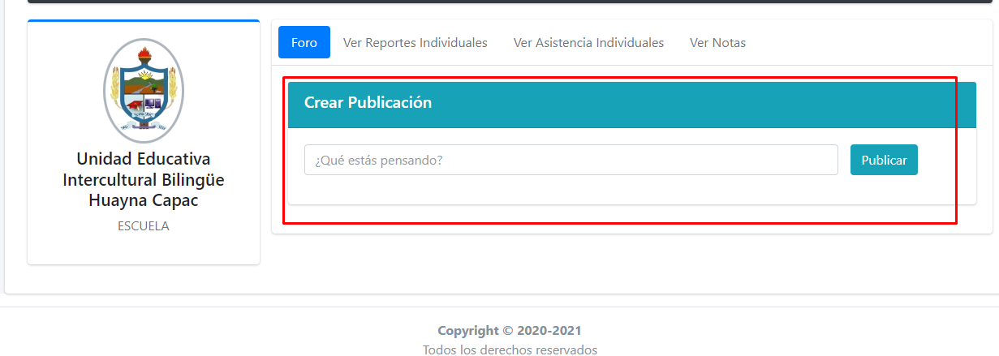 Unidad Educativa
Intercultural Bilingüe
Huayna Capac
ESCUELA
Foro
Ver Reportes Individuales
Ver Asistencia Individuales
Ver Notas
Crear Publicación
¿Qué estás pensando?
Publicar
Copyright © 2020-2021
Todos los derechos reservados